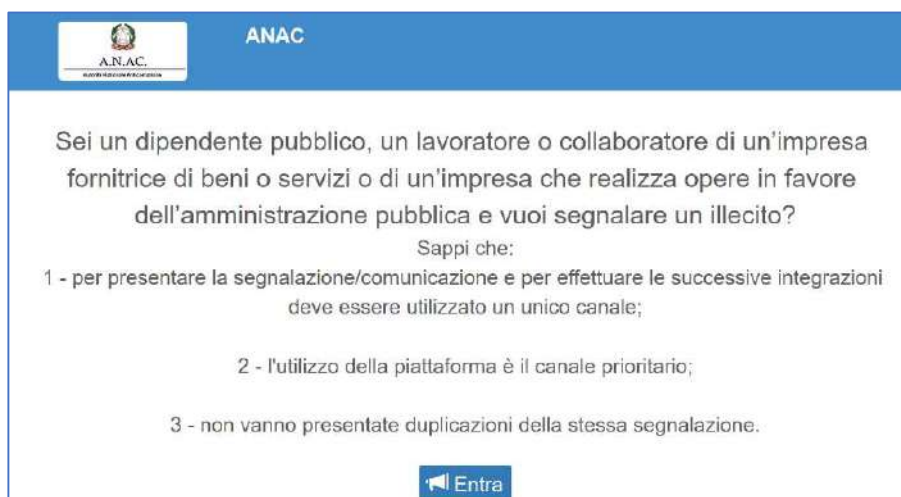 ANAC
A.N.AC.
Sei un dipendente pubblico, un lavoratore o collaboratore di un'impresa
fornitrice di beni o servizi o di un'impresa che realizza opere in favore
dell'amministrazione pubblica e vuoi segnalare un illecito?
Sappi che:
1 - per presentare la segnalazione/comunicazione e per effettuare le successive integrazioni
deve essere utilizzato un unico canale;
2 - l'utilizzo della piattaforma è il canale prioritario;
3 - non vanno presentate duplicazioni della stessa segnalazione.
Entra